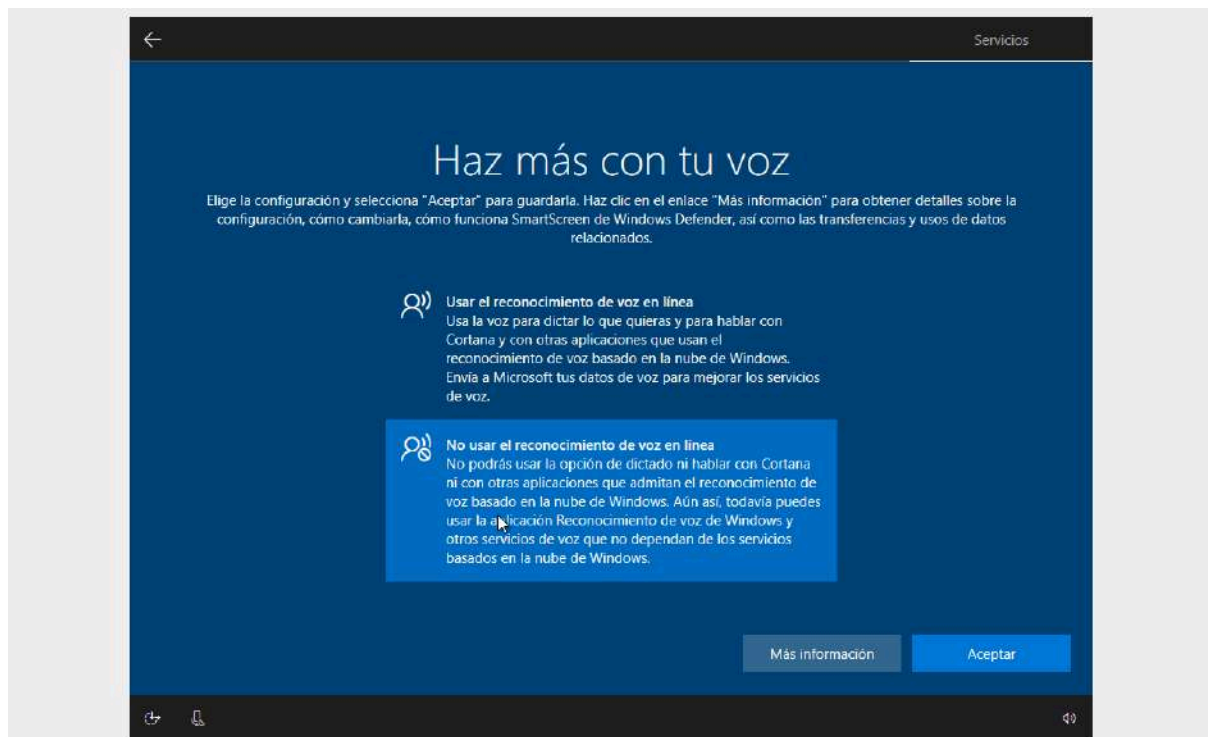 Servicios
Haz más con tu voz
Elige la configuración y selecciona "Aceptar" para guardarla. Haz clic en el enlace "Más información" para obtener detalles sobre la
configuración, cómo cambiarla, cómo funciona SmartScreen de Windows Defender, así como las transferencias y usos de datos
relacionados.
Usar el reconocimiento de voz en línea
Usa la voz para dictar lo que quieras y para hablar con
Cortana y con otras aplicaciones que usan el
reconocimiento de voz basado en la nube de Windows.
Envía a Microsoft tus datos de voz para mejorar los servicios
de voz.
No usar el reconocimiento de voz en línea
No podrás usar la opción de dictado ni hablar con Cortana
ni con otras aplicaciones que admitan el reconocimiento de
voz basado en la nube de Windows. Aún así, todavía puedes
usar la aplicación Reconocimiento de voz de Windows y
otros servicios de voz que no dependan de los servicios
basados en la nube de Windows.
Más información
Aceptar